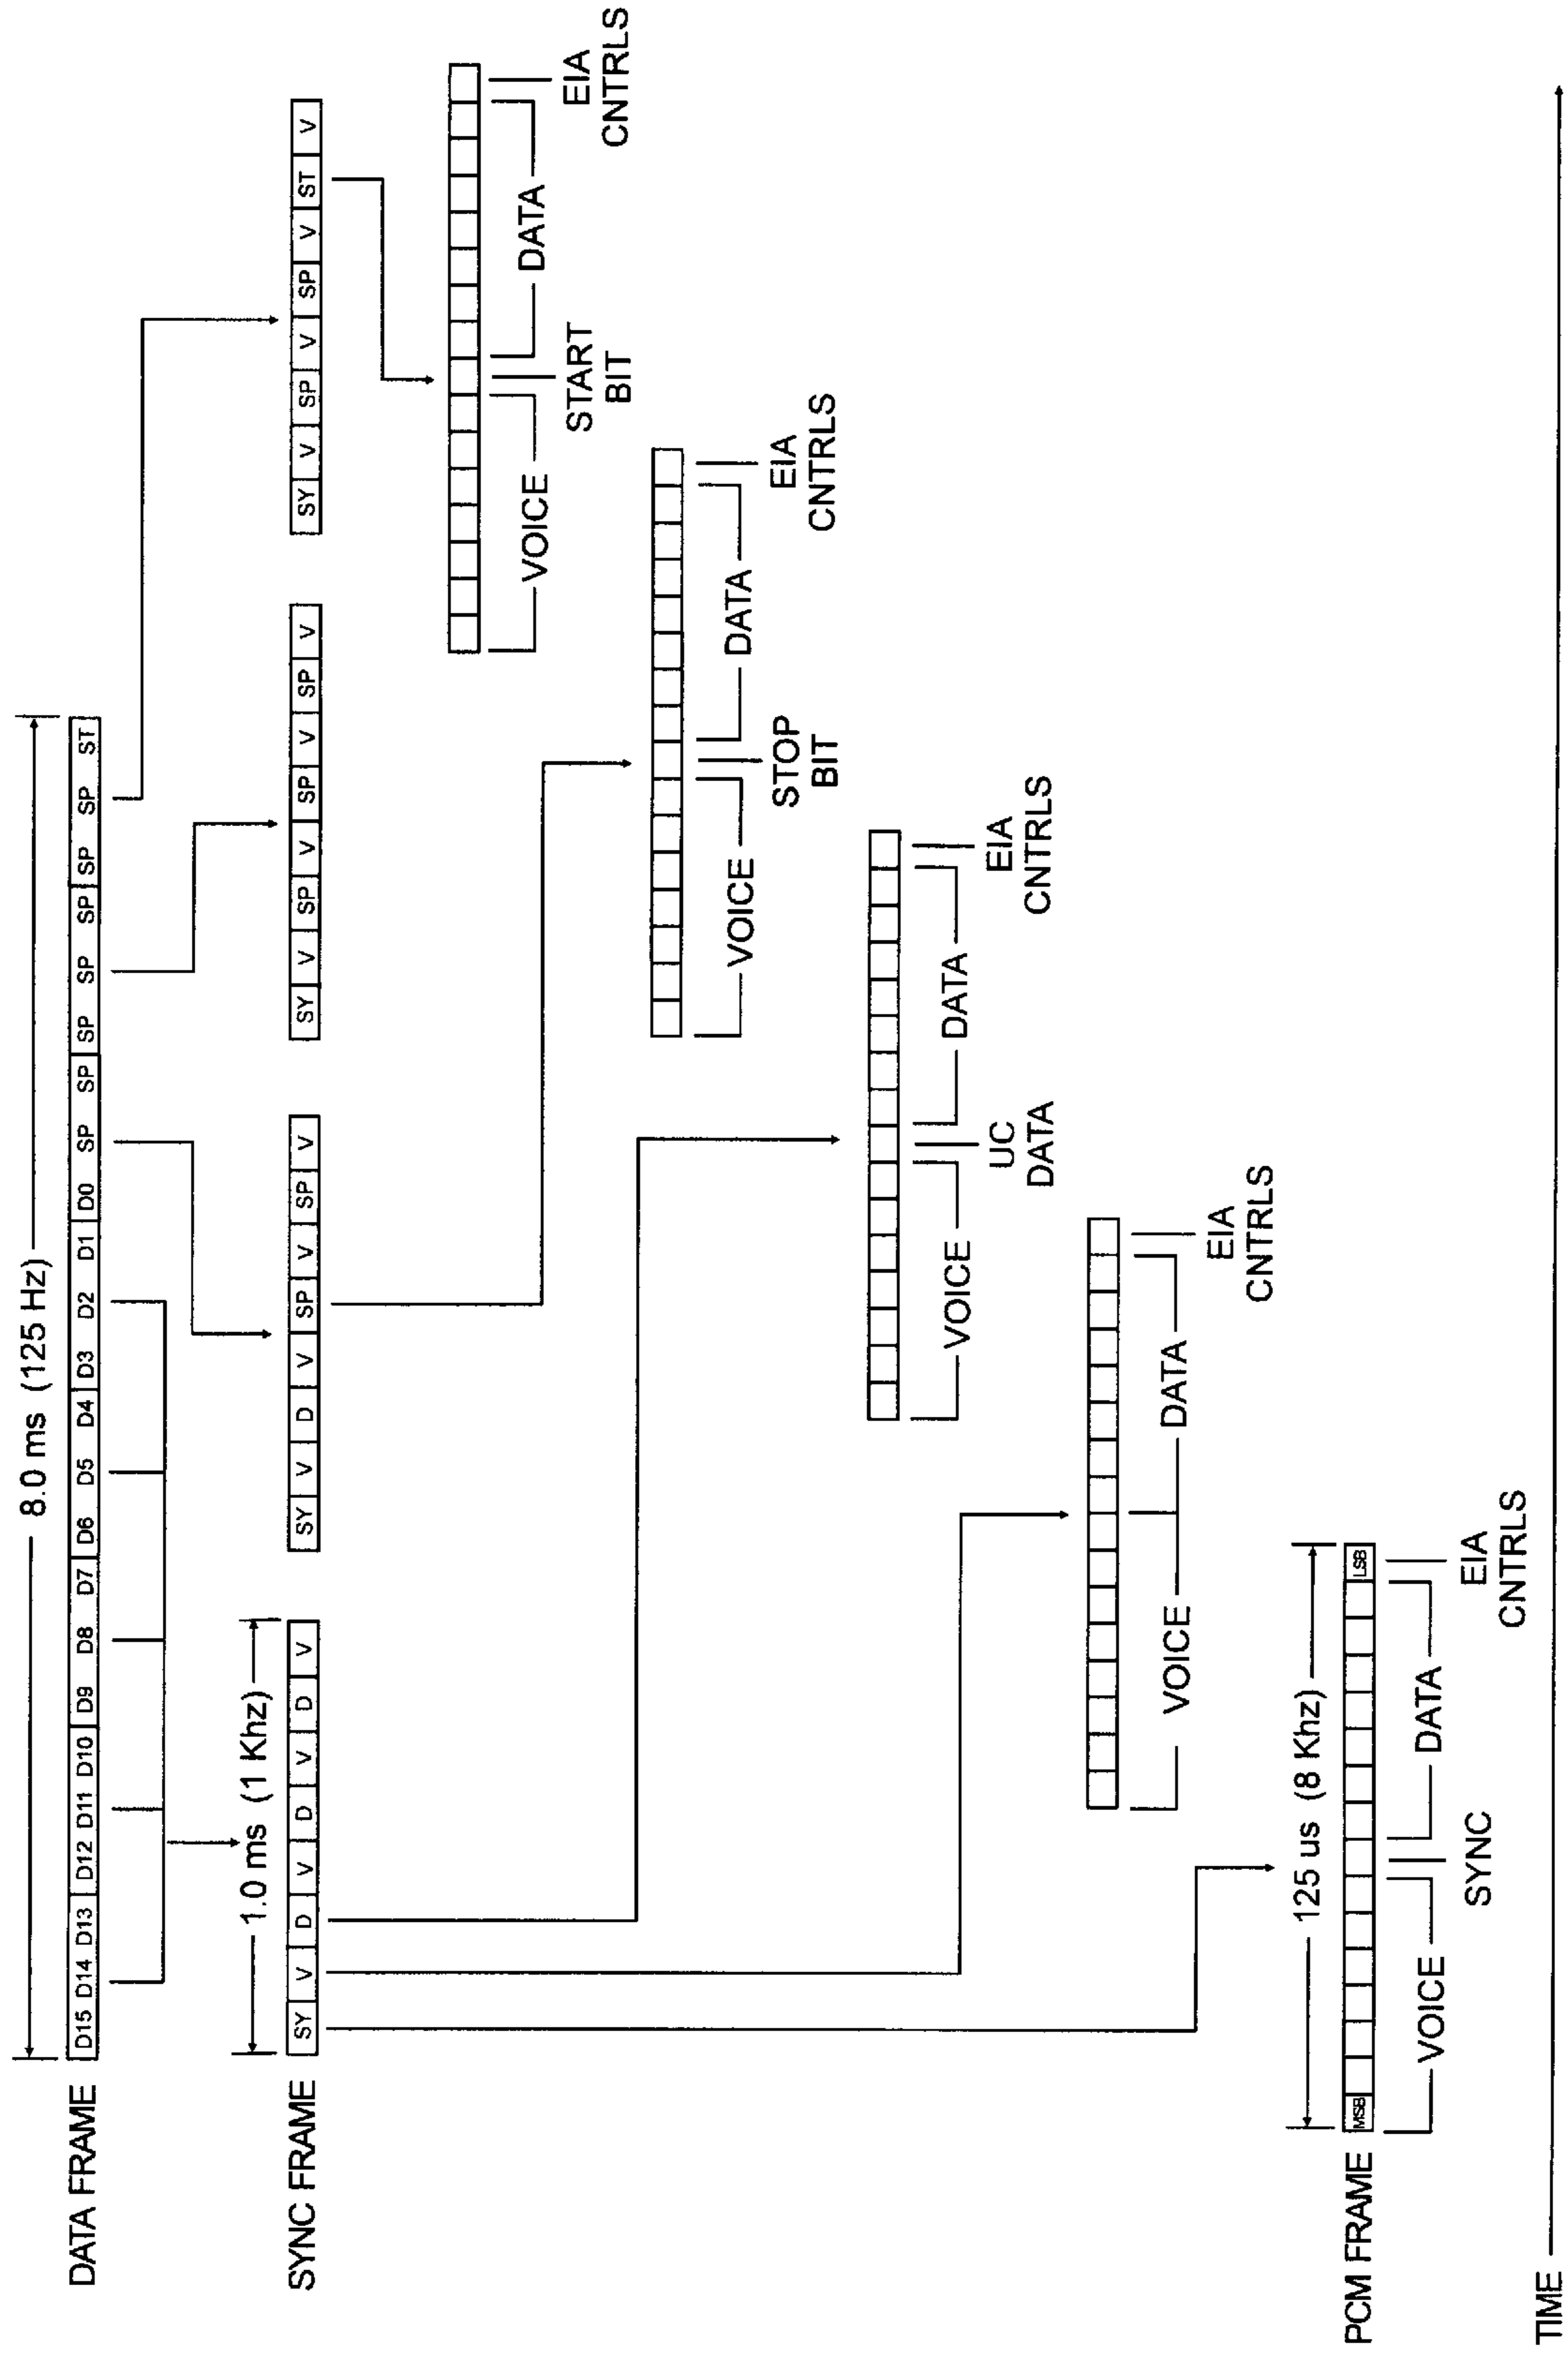 8.0 ms (125 Hz)
DATA FRAME
D15 D14 D13 D12 D11 D10 D9 D8 D7 D6 D5 D4 D3 D2 D1 D0 SP SP SP SP SP SP SP ST
1.0 ms (1 Khz)
SYNC FRAME
SY V D V D V D V
SY V D V SP V SP V
SY V SP V SP V SP V
SY V SP V SP V ST V
VOICE
START
BIT
DATA
EIA
CNTRLS
VOICE
STOP
BIT
DATA
EIA
CNTRLS
VOICE
UC
DATA
DATA
EIA
CNTRLS
VOICE
DATA
EIA
CNTRLS
125 us (8 Khz)
PCM FRAME
MSB
LSB
VOICE
SYNC
DATA
EIA
CNTRLS
TIME